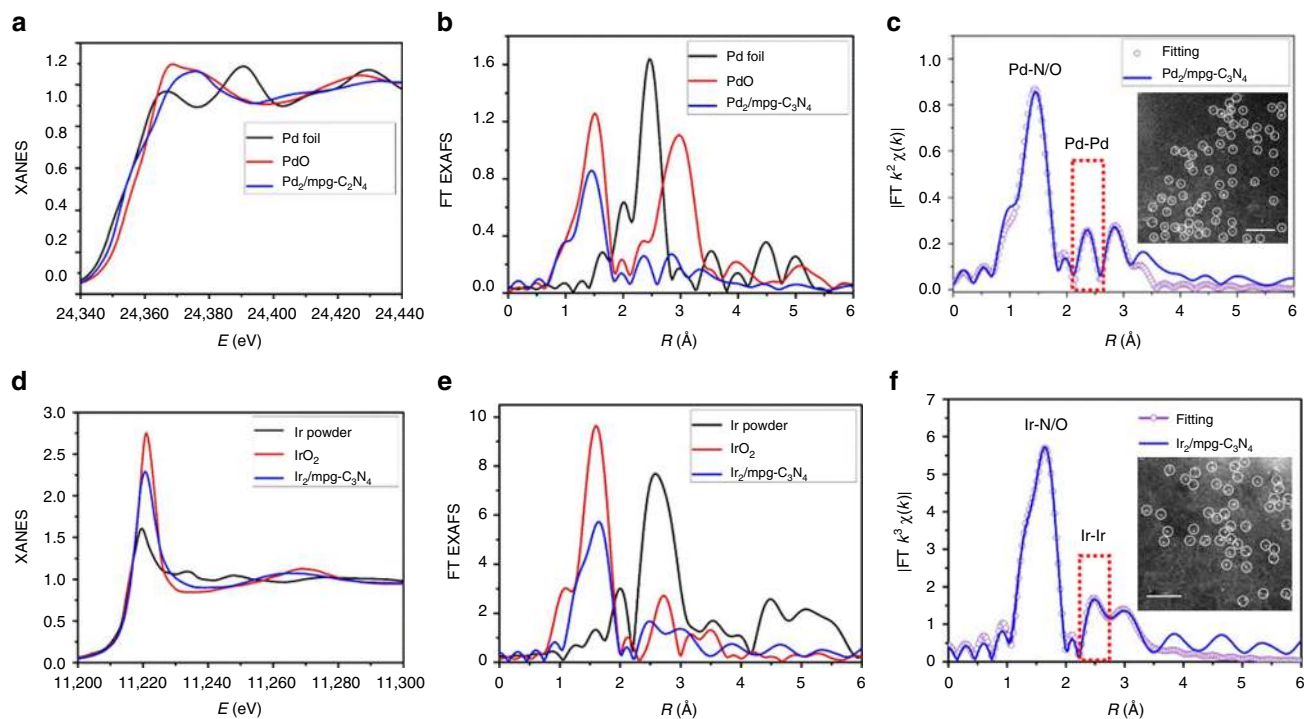 a
XANES
1.2
1.0
1.2
0.6
0.4
0.2
0.0
24,340
24,360
24,380
24,400
24,420
24,440
E (eV)
Pd foil
PdO
Pd₂/mpg-C₂N₄
b
FT EXAFS
1.6
1.2
0.8
0.4
0.0
0
1
2
3
4
5
6
R (Å)
Pd foil
PdO
Pd₂/mpg-C₃N₄
c
|FT k² χ(k)|
1.0
0.8
0.6
0.4
0.2
0.0
0
1
2
3
4
5
6
R (Å)
Pd-N/O
Pd-Pd
Fitting
Pd₂/mpg-C₃N₄
d
XANES
3.0
2.5
2.0
1.5
1.0
0.5
0.0
11,200
11,220
11,240
11,260
11,280
11,300
E (eV)
Ir powder
IrO₂
Ir₂/mpg-C₃N₄
e
FT EXAFS
10
8
6
4
2
0
0
1
2
3
4
5
6
R (Å)
Ir powder
IrO₂
Ir₂/mpg-C₃N₄
f
|FT k³ χ(k)|
7
6
5
4
3
2
1
0
0
1
2
3
4
5
6
R (Å)
Ir-N/O
Ir-Ir
Fitting
Ir₂/mpg-C₃N₄